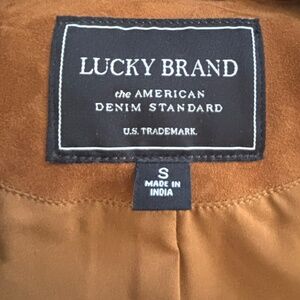 LUCKY BRAND
the AMERICAN
DENIM STANDARD
U.S. TRADEMARK.
S
MADE IN
INDIA